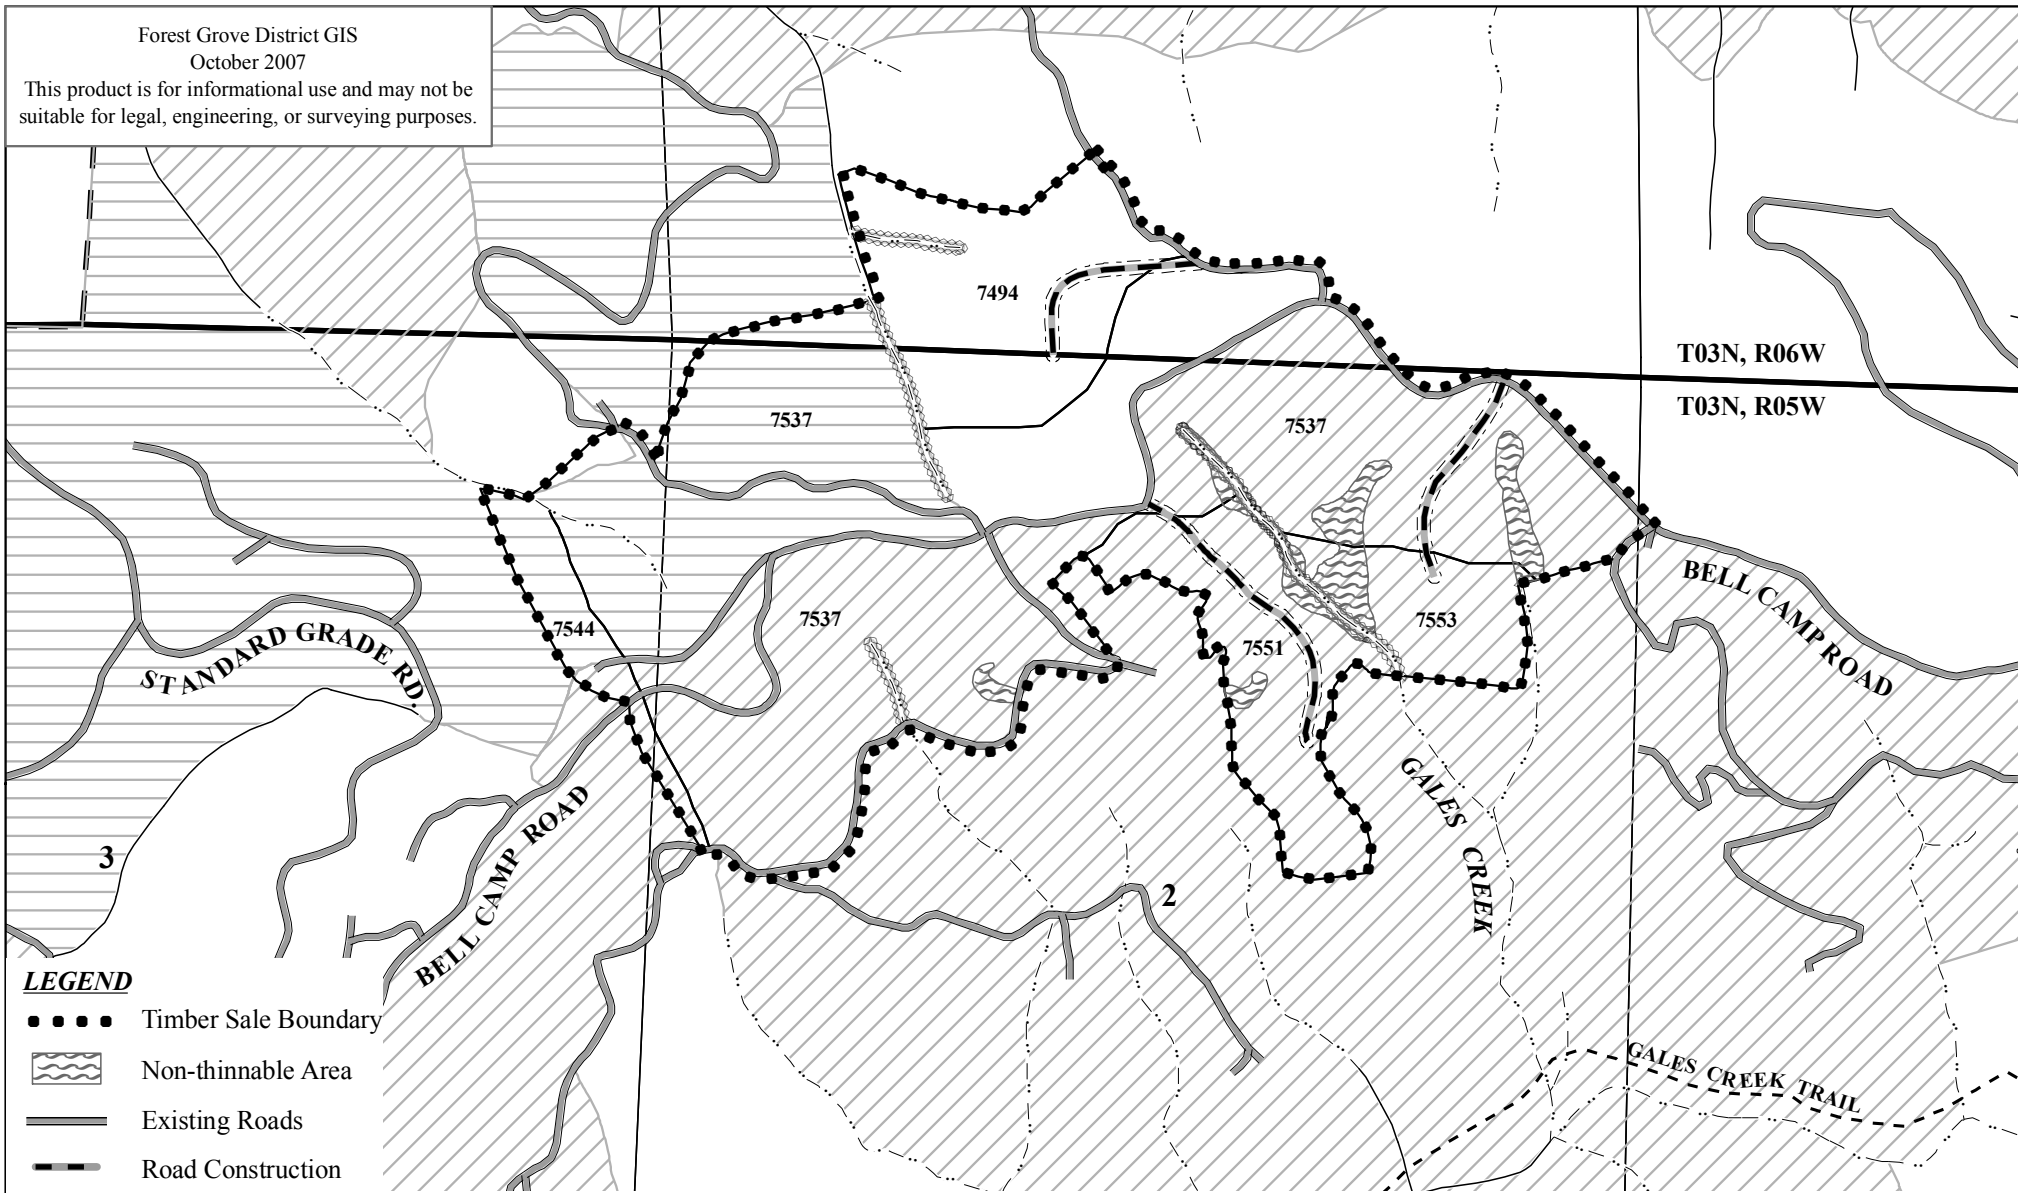 Forest Grove District GIS
October 2007
This product is for informational use and may not be
suitable for legal, engineering, or surveying purposes.
7494
T03N, R06W
T03N, R05W
7537
7537
BELL CAMP ROAD
7544
7537
7551
7553
STANDARD GRADE RD.
GALES CREEK
BELL CAMP ROAD
3
2
GALES CREEK TRAIL
LEGEND
Timber Sale Boundary
Non-thinnable Area
Existing Roads
Road Construction